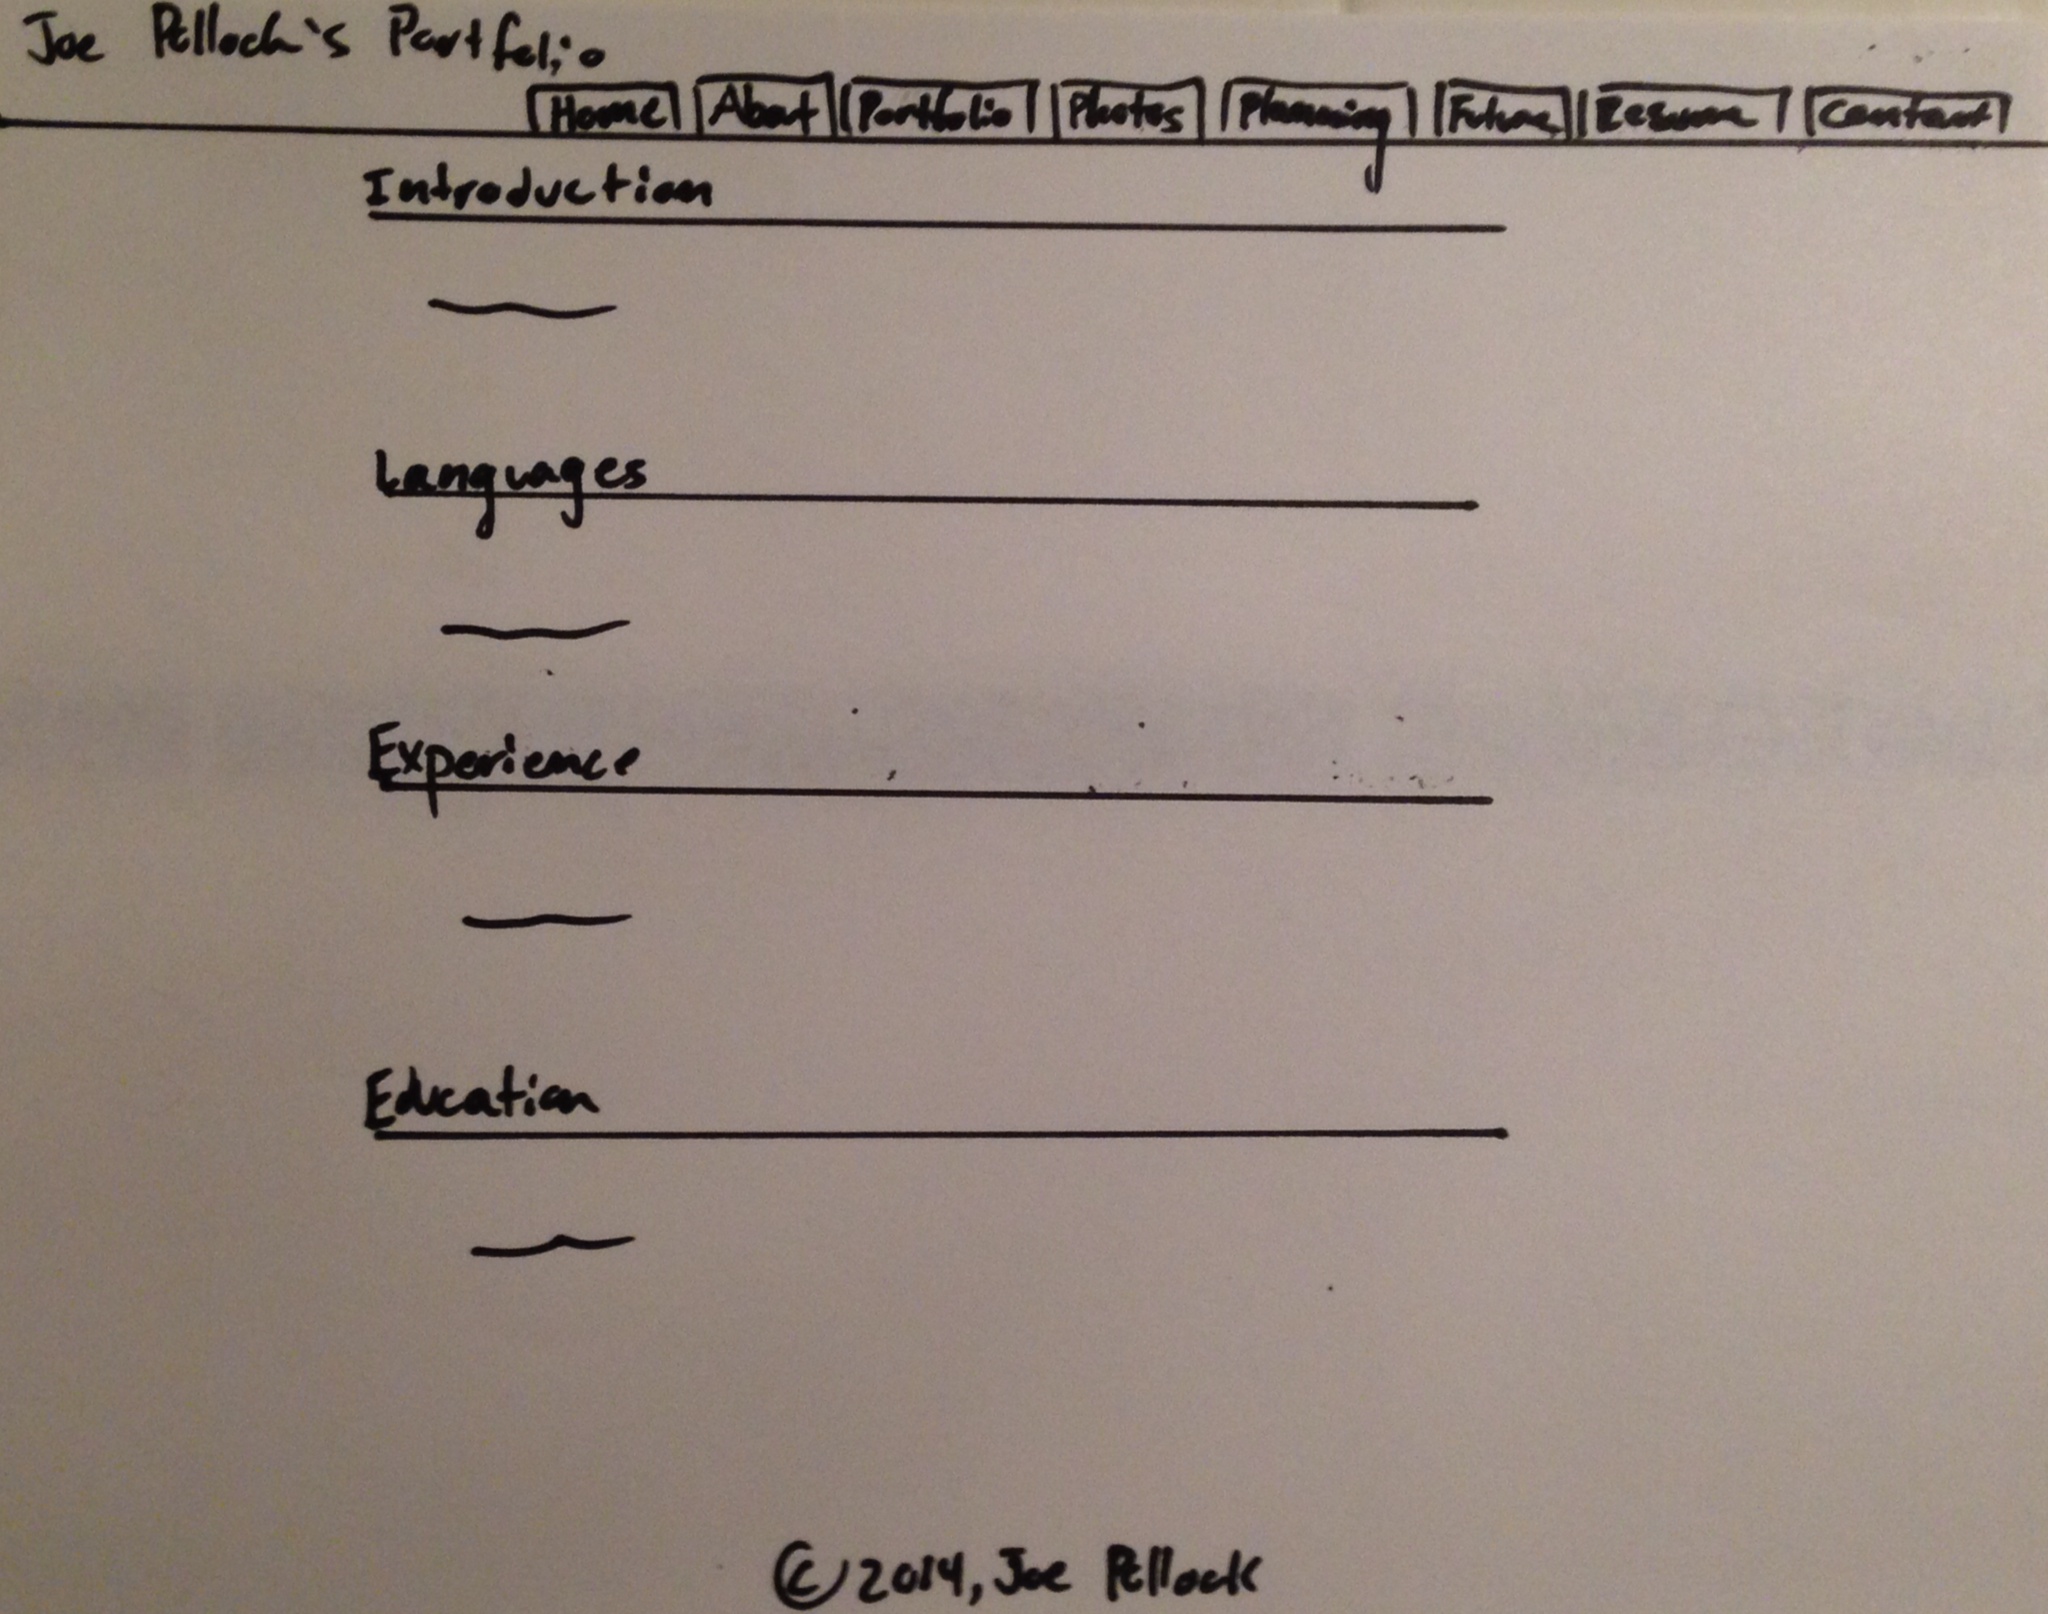 Joe Pollock's Portfolio
Home About Portfolio Photos Planning Future Resume Contact
Introduction
Languages
Experience
Education
© 2014, Joe Pollock